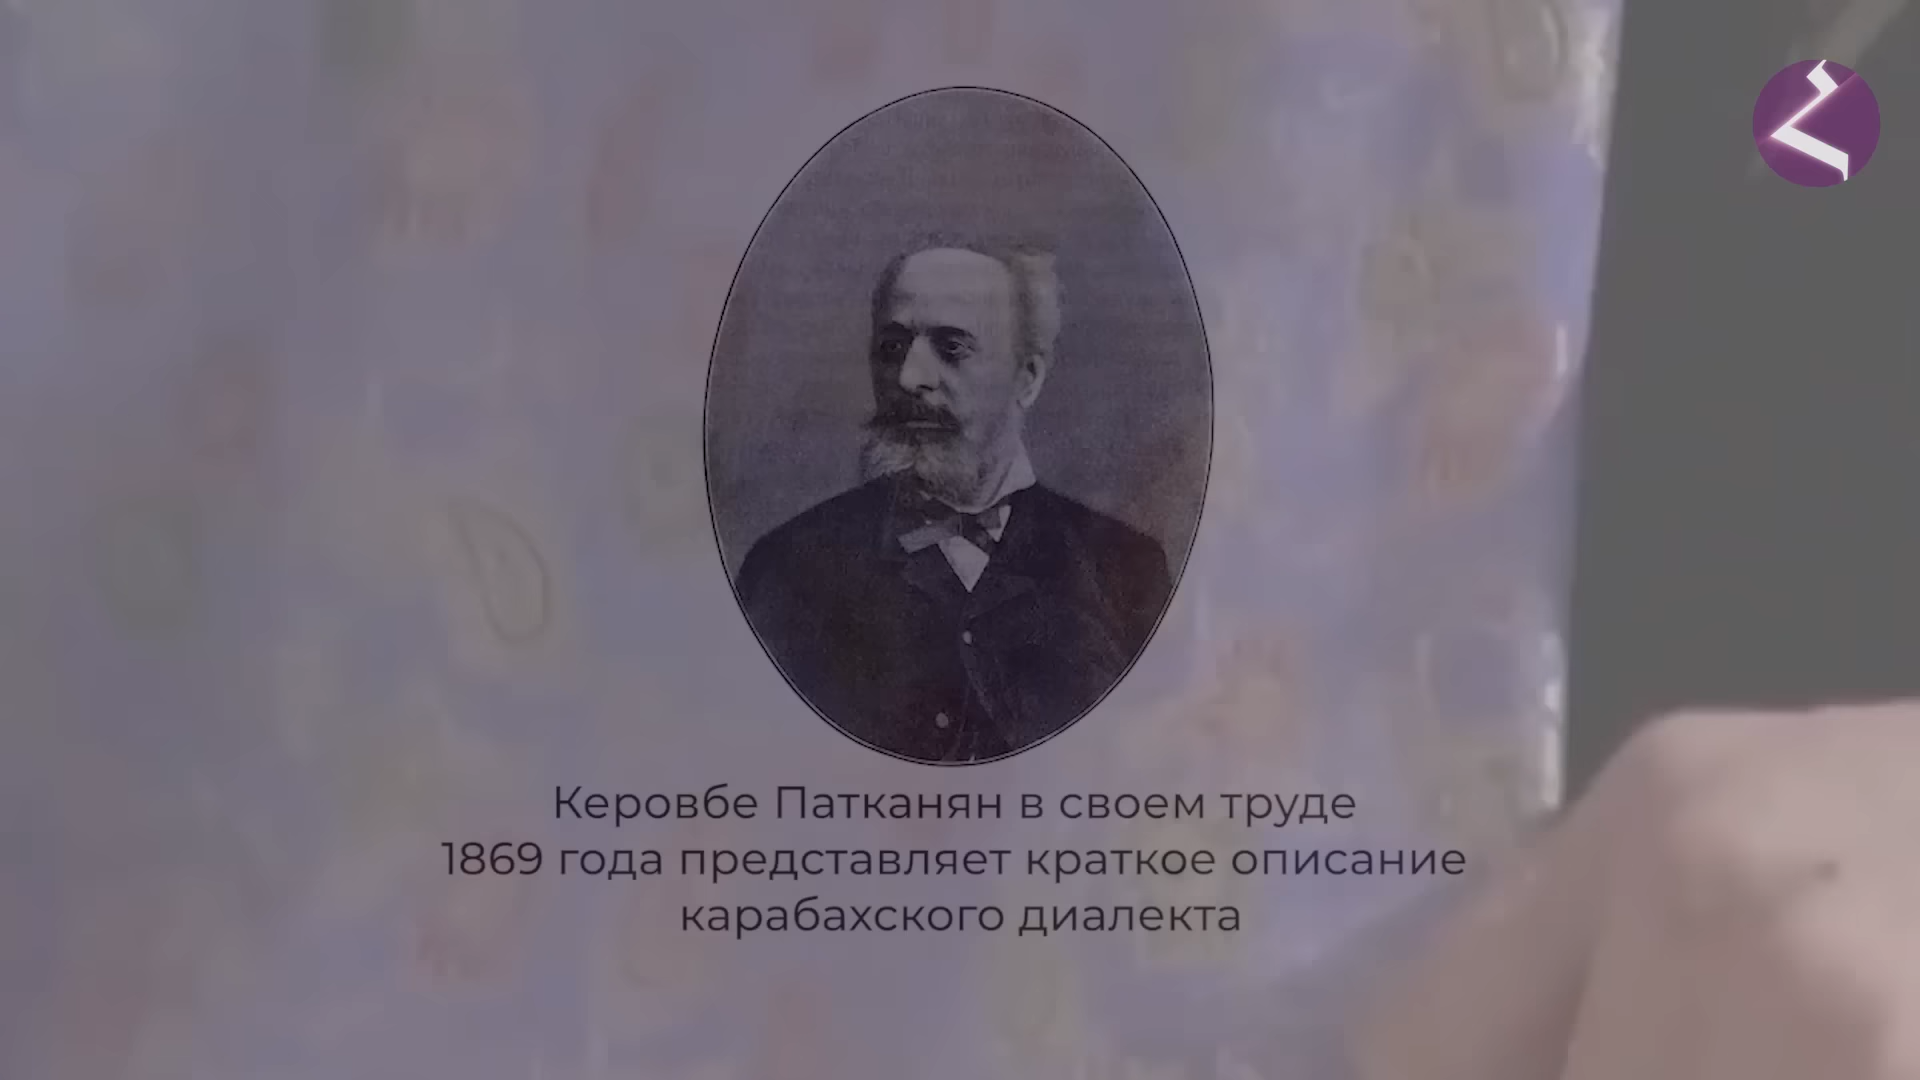 Керовбе Патканян в своем труде
1869 года представляет краткое описание
карабахского диалекта